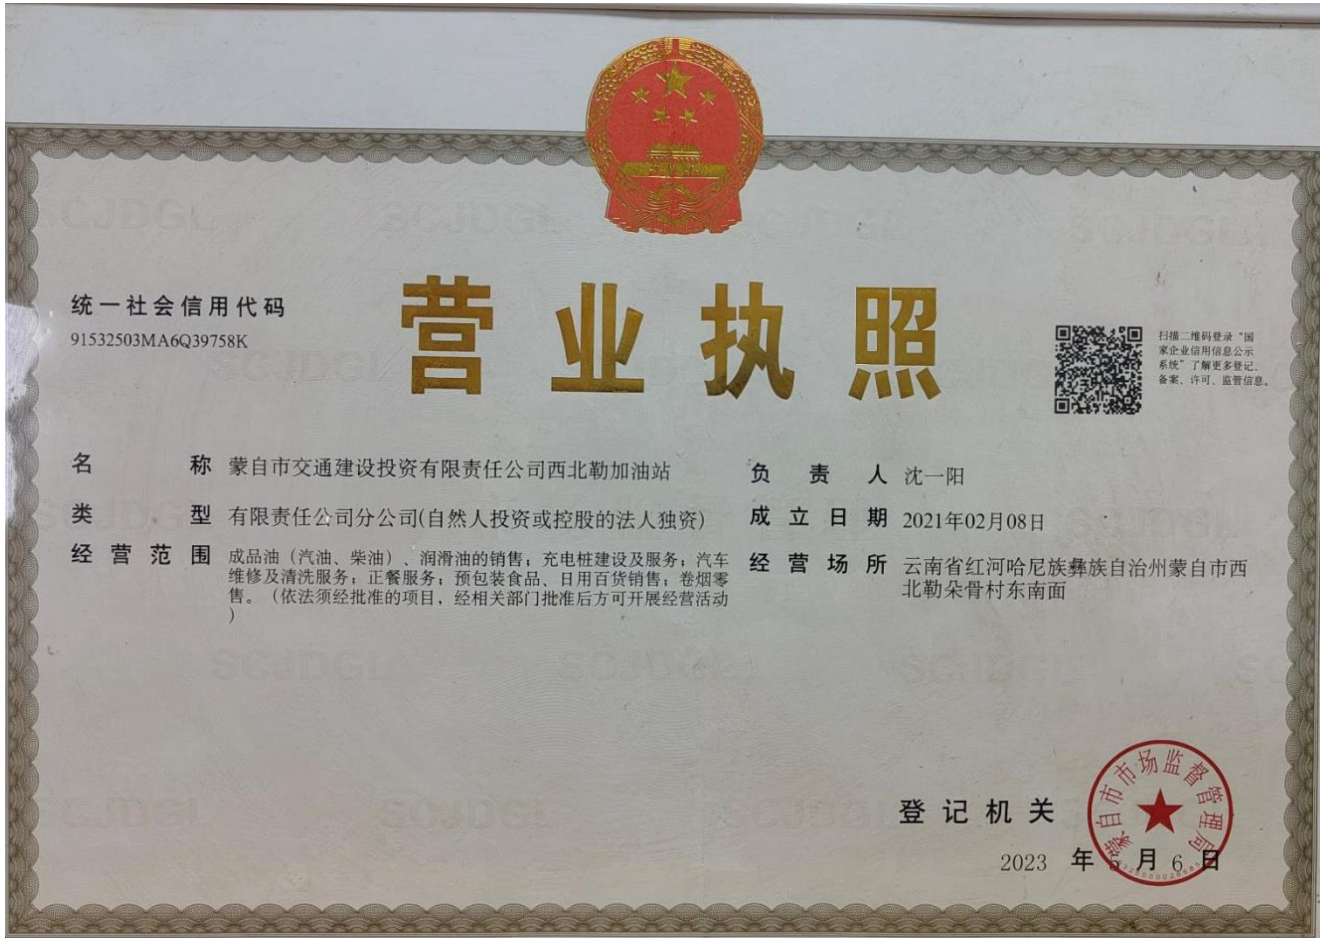 营业执照
统一社会信用代码
91532503MA6Q39758K
扫描二维码登录“国
家企业信用信息公示
系统”了解更多登记、
备案、许可、监管信息。
名称 蒙自市交通建设投资有限责任公司西北勒加油站
类型 有限责任公司分公司(自然人投资或控股的法人独资)
经营范围 成品油（汽油、柴油）、润滑油的销售；充电桩建设及服务；汽车
维修及清洗服务；正餐服务；预包装食品、日用百货销售；卷烟零
售。（依法须经批准的项目，经相关部门批准后方可开展经营活动
）
负责人 沈一阳
成立日期 2021年02月08日
经营场所 云南省红河哈尼族彝族自治州蒙自市西
北勒朵骨村东南面
登记机关
蒙自市市场监督管理局
2023 年 5 月 6 日
SCJDGL